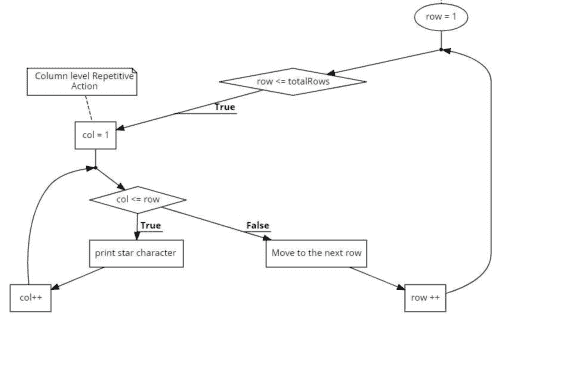 row = 1
row <= totalRows
Column level Repetitive
Action
True
col = 1
col <= row
True
False
print star character
Move to the next row
col++
row ++